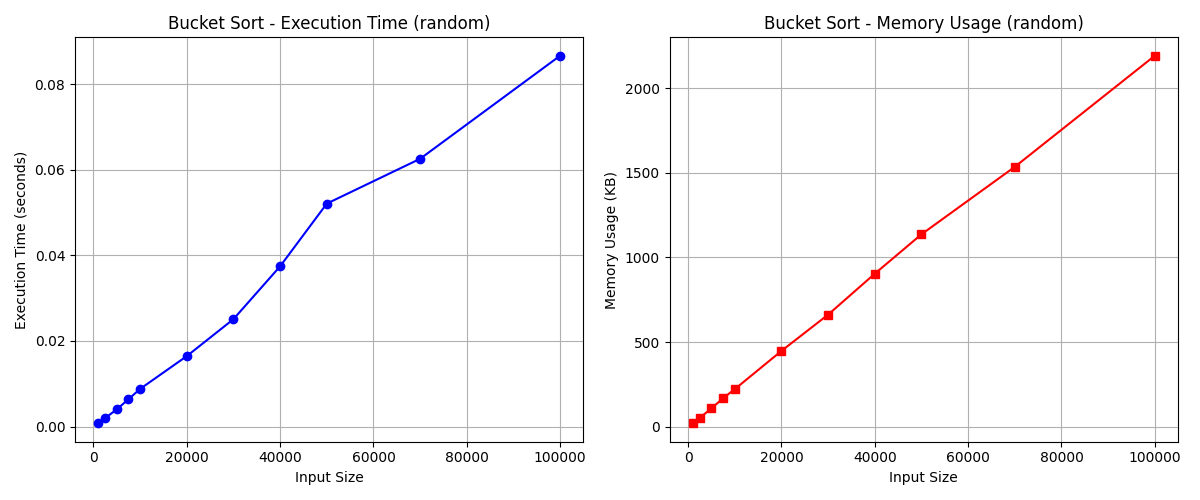 Bucket Sort - Execution Time (random)
Execution Time (seconds)
0.08
0.06
0.04
0.02
0.00
0 20000 40000 60000 80000 100000
Input Size
Bucket Sort - Memory Usage (random)
Memory Usage (KB)
2000
1500
1000
500
0
0 20000 40000 60000 80000 100000
Input Size